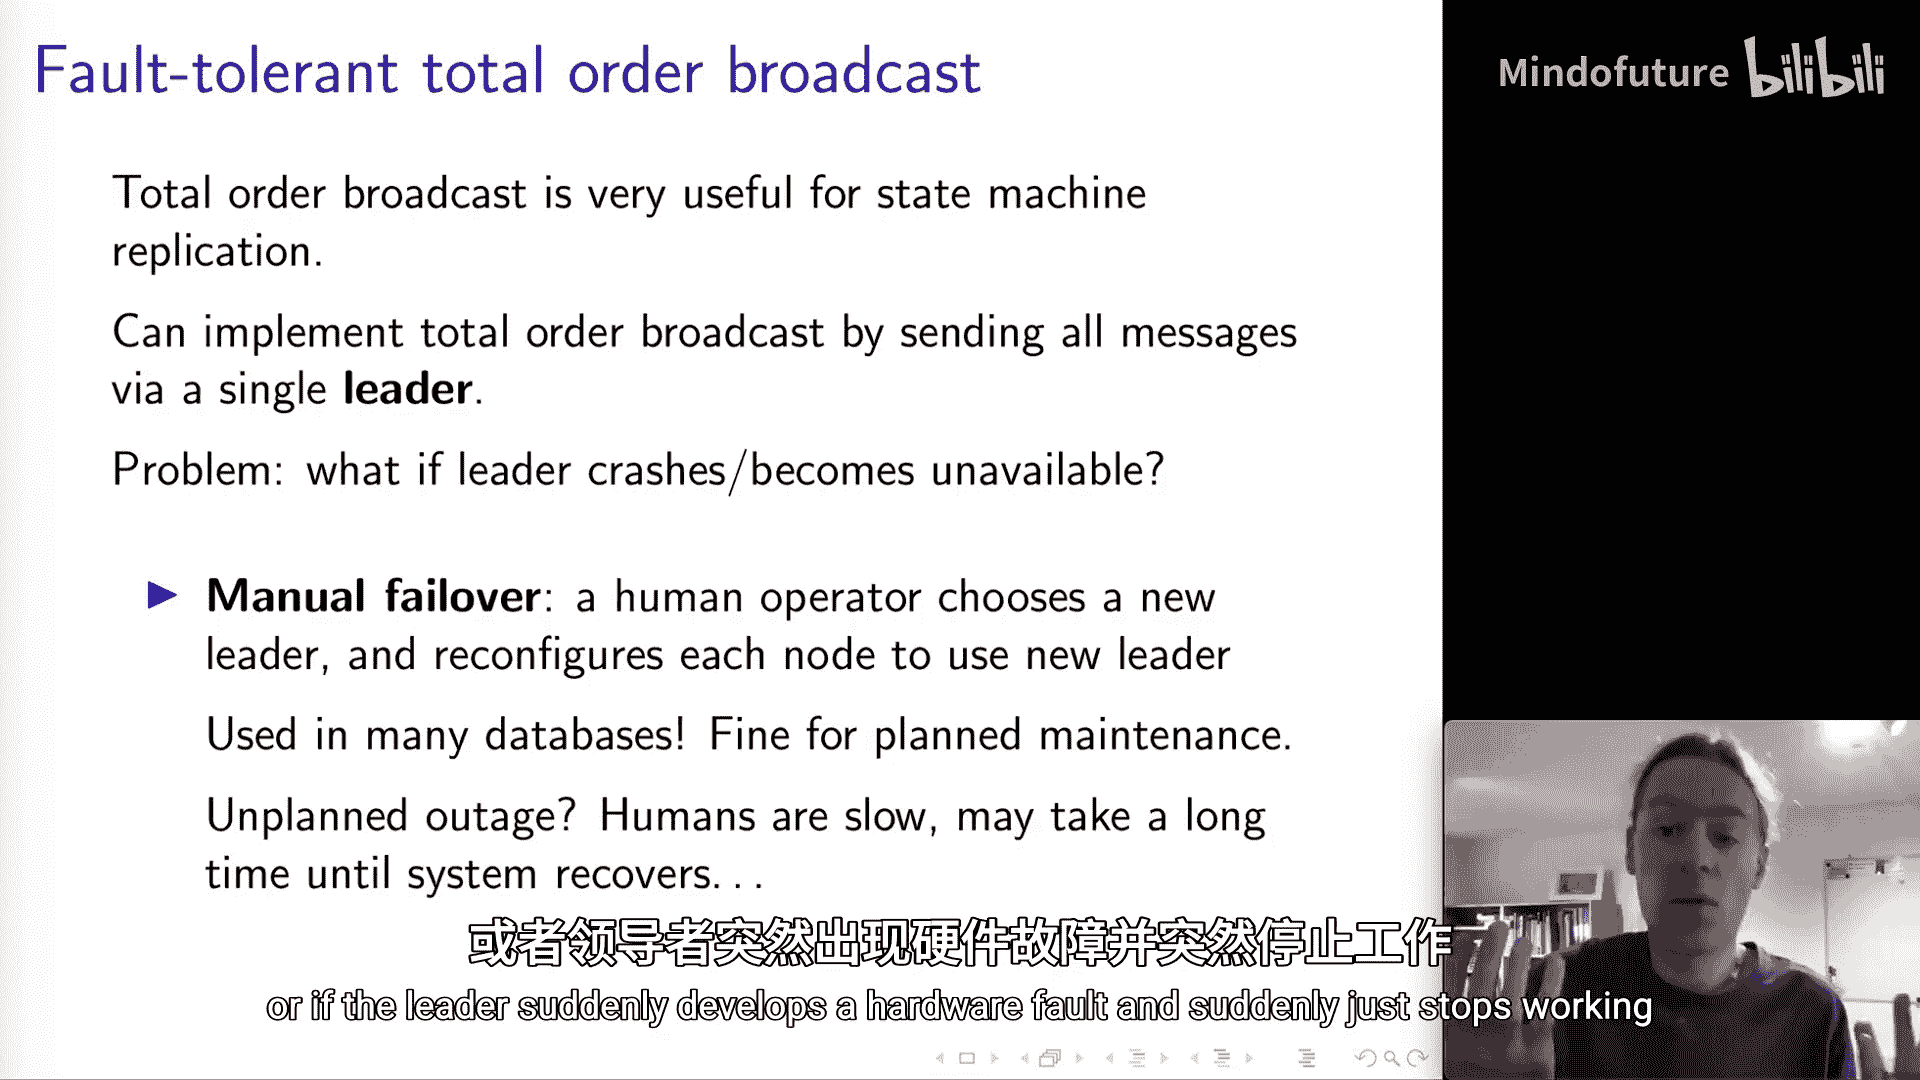 Fault-tolerant total order broadcast
Mindofuture bilibili
Total order broadcast is very useful for state machine
replication.
Can implement total order broadcast by sending all messages
via a single leader.
Problem: what if leader crashes/becomes unavailable?
Manual failover: a human operator chooses a new
leader, and reconfigures each node to use new leader
Used in many databases! Fine for planned maintenance.
Unplanned outage? Humans are slow, may take a long
time until system recovers. . .
或者领导者突然出现硬件故障并突然停止工作
or if the leader suddenly develops a hardware fault and suddenly just stops working